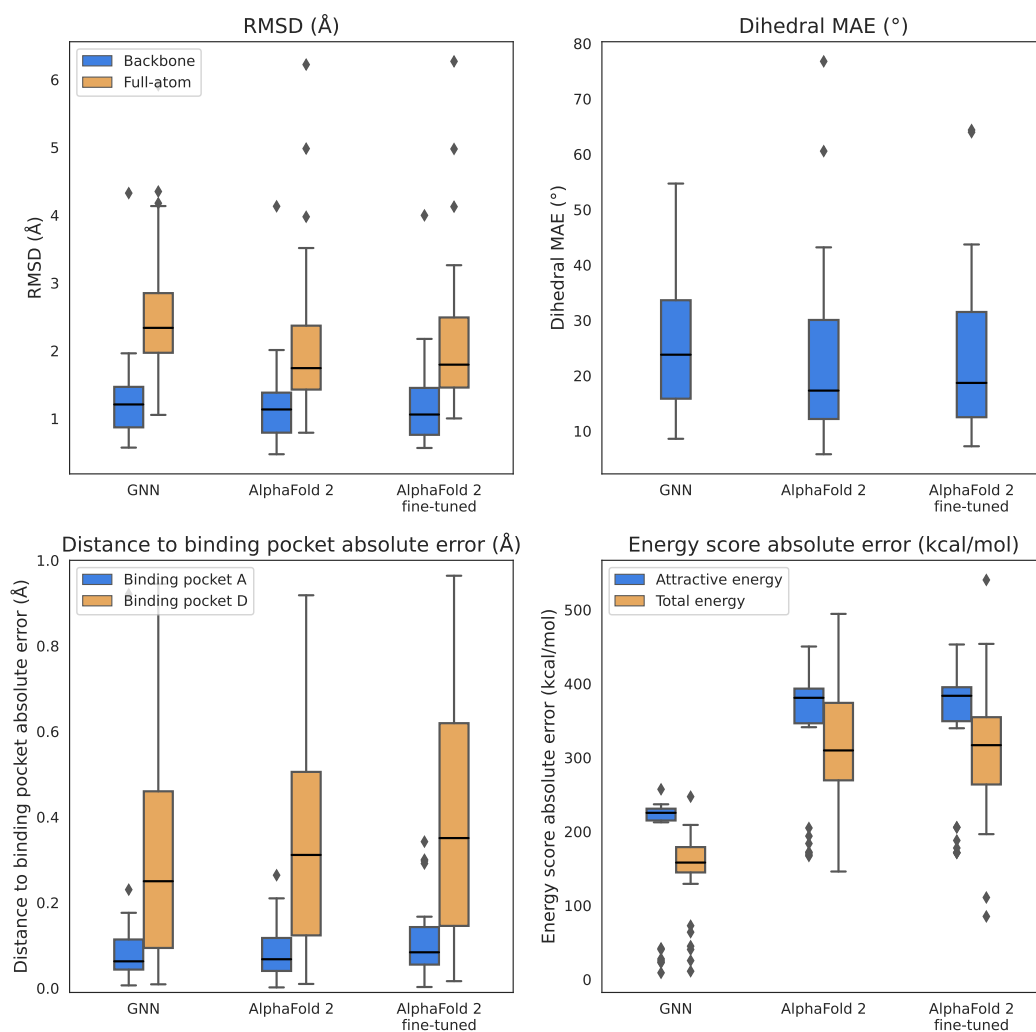 RMSD (Å)
Backbone
Full-atom
RMSD (Å)
6
5
4
3
2
1
GNN
AlphaFold 2
AlphaFold 2
fine-tuned
Dihedral MAE (°)
Dihedral MAE (°)
80
70
60
50
40
30
20
10
GNN
AlphaFold 2
AlphaFold 2
fine-tuned
Distance to binding pocket absolute error (Å)
Binding pocket A
Binding pocket D
Distance to binding pocket absolute error (Å)
1.0
0.8
0.6
0.4
0.2
0.0
GNN
AlphaFold 2
AlphaFold 2
fine-tuned
Energy score absolute error (kcal/mol)
Attractive energy
Total energy
Energy score absolute error (kcal/mol)
500
400
300
200
100
0
GNN
AlphaFold 2
AlphaFold 2
fine-tuned